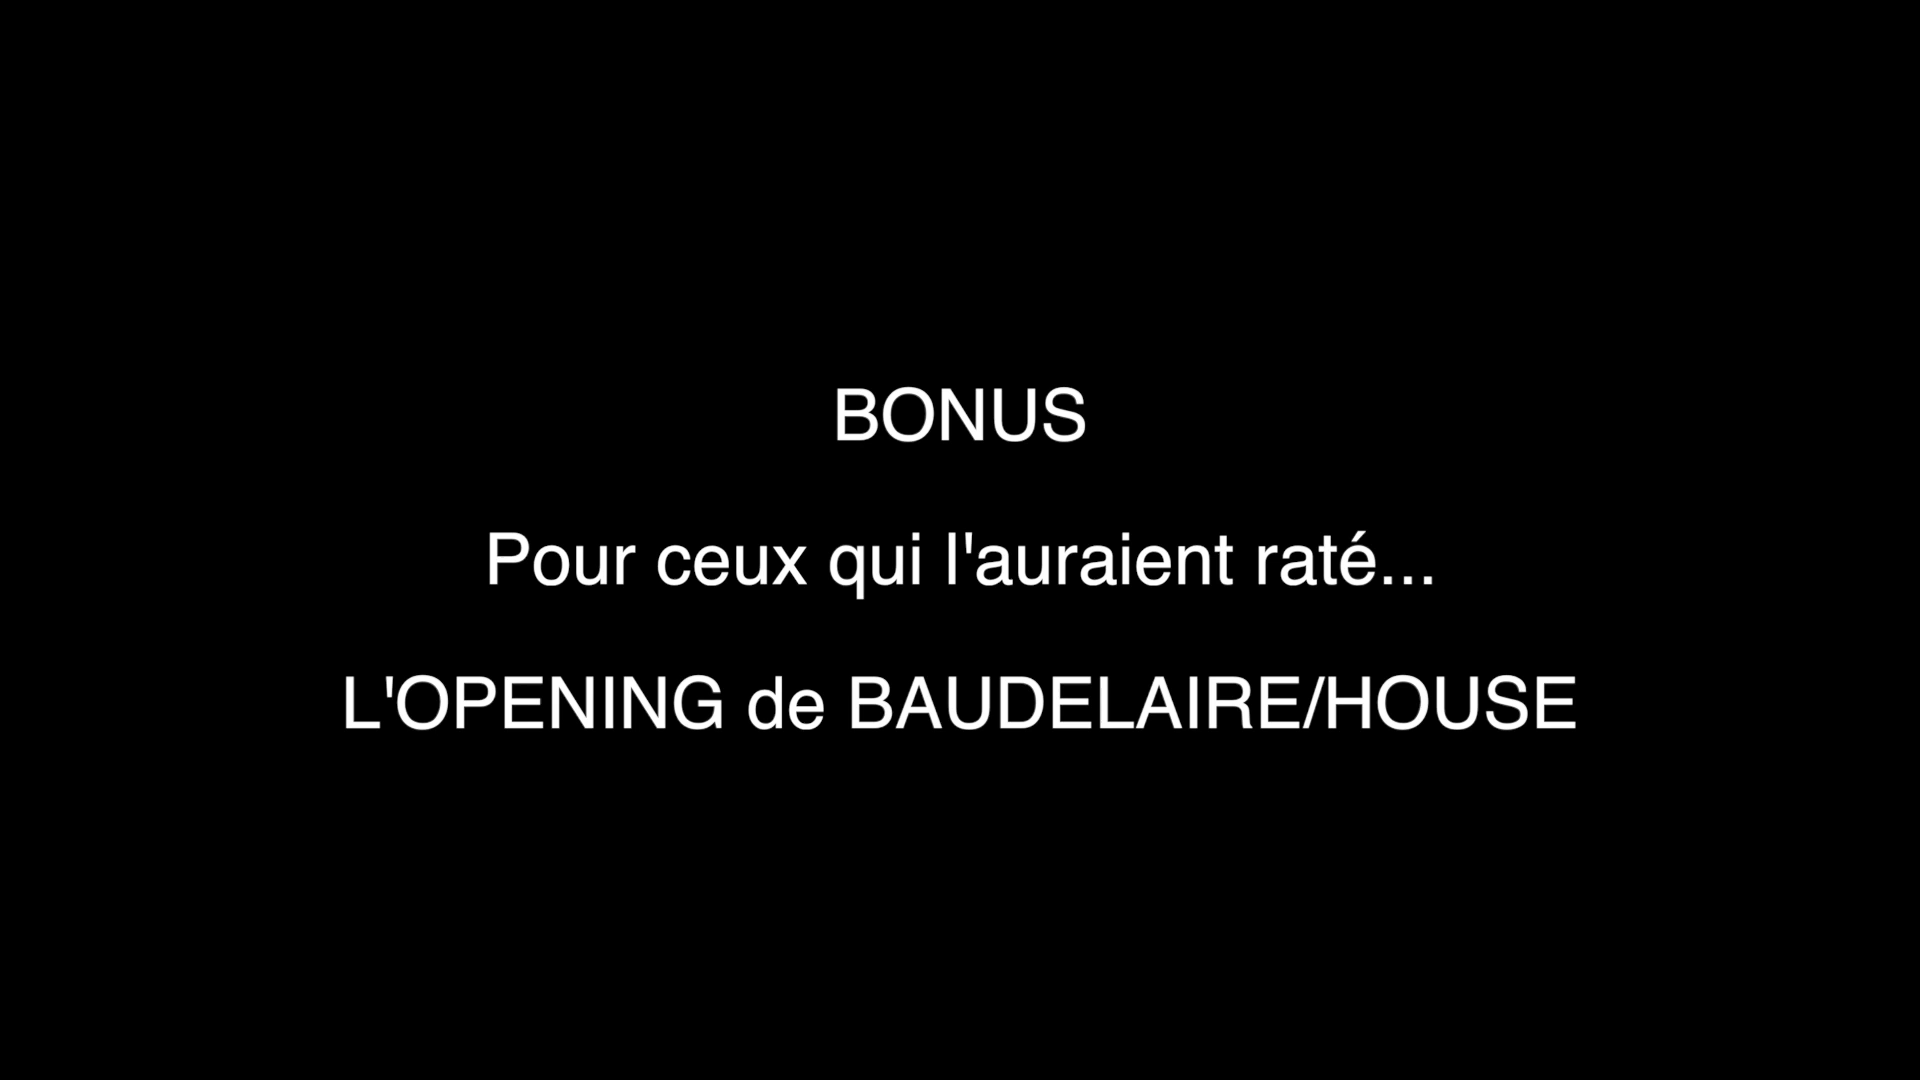 BONUS
Pour ceux qui l'auraient raté...
L'OPENING de BAUDELAIRE/HOUSE